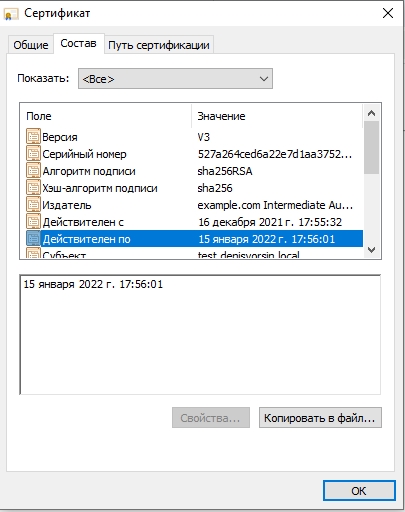 Сертификат
Общие Состав Путь сертификации
Показать: <Все>
Поле Значение
Версия V3
Серийный номер 527a264ced6a22e7d1aa3752...
Алгоритм подписи sha256RSA
Хэш-алгоритм подписи sha256
Издатель example.com Intermediate Au...
Действителен с 16 декабря 2021 г. 17:55:32
Действителен по 15 января 2022 г. 17:56:01
Субъект test.denisvorsin.local
15 января 2022 г. 17:56:01
Свойства... Копировать в файл...
ОК